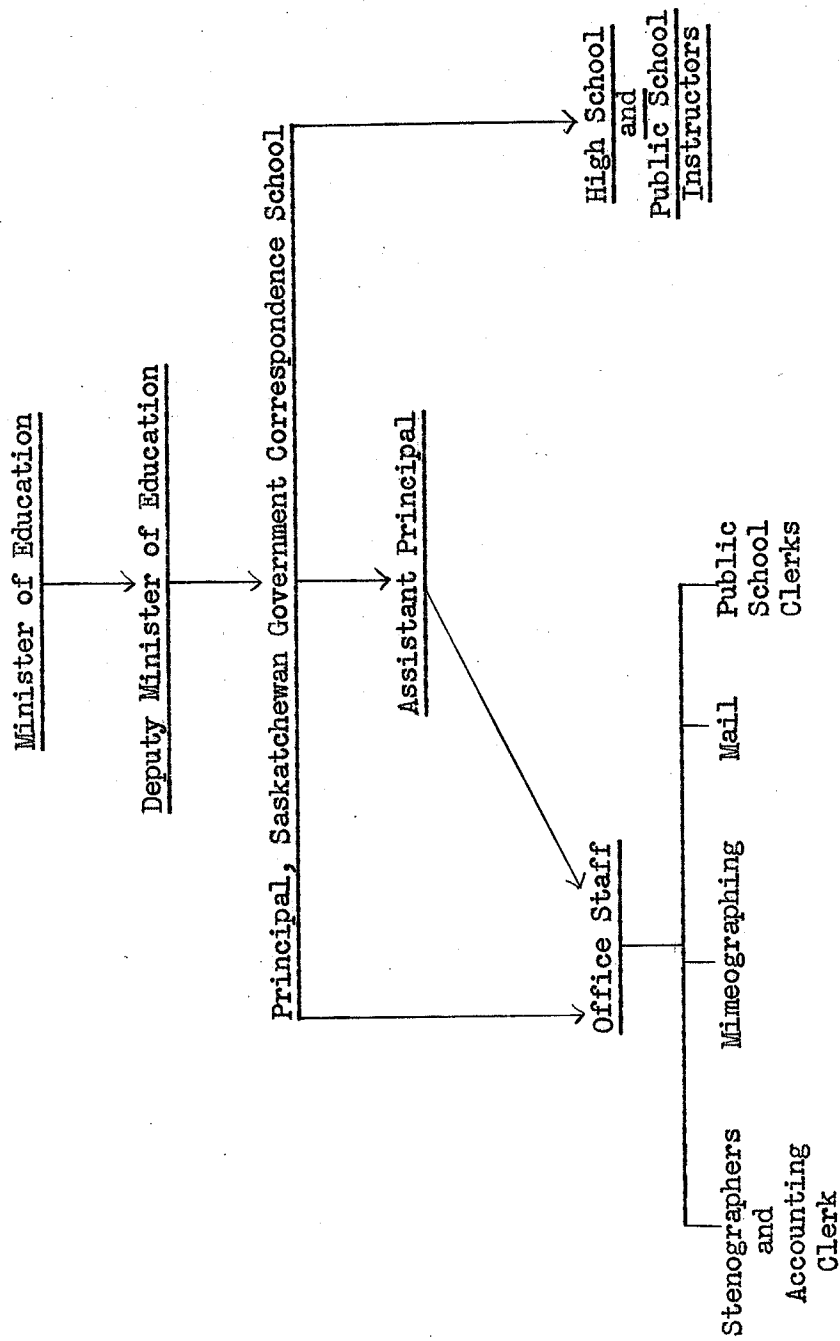 Minister of Education
Deputy Minister of Education
Principal, Saskatchewan Government Correspondence School
Assistant Principal
High School
and
Public School
Instructors
Office Staff
Stenographers
and
Accounting
Clerk
Mimeographing
Mail
Public
School
Clerks